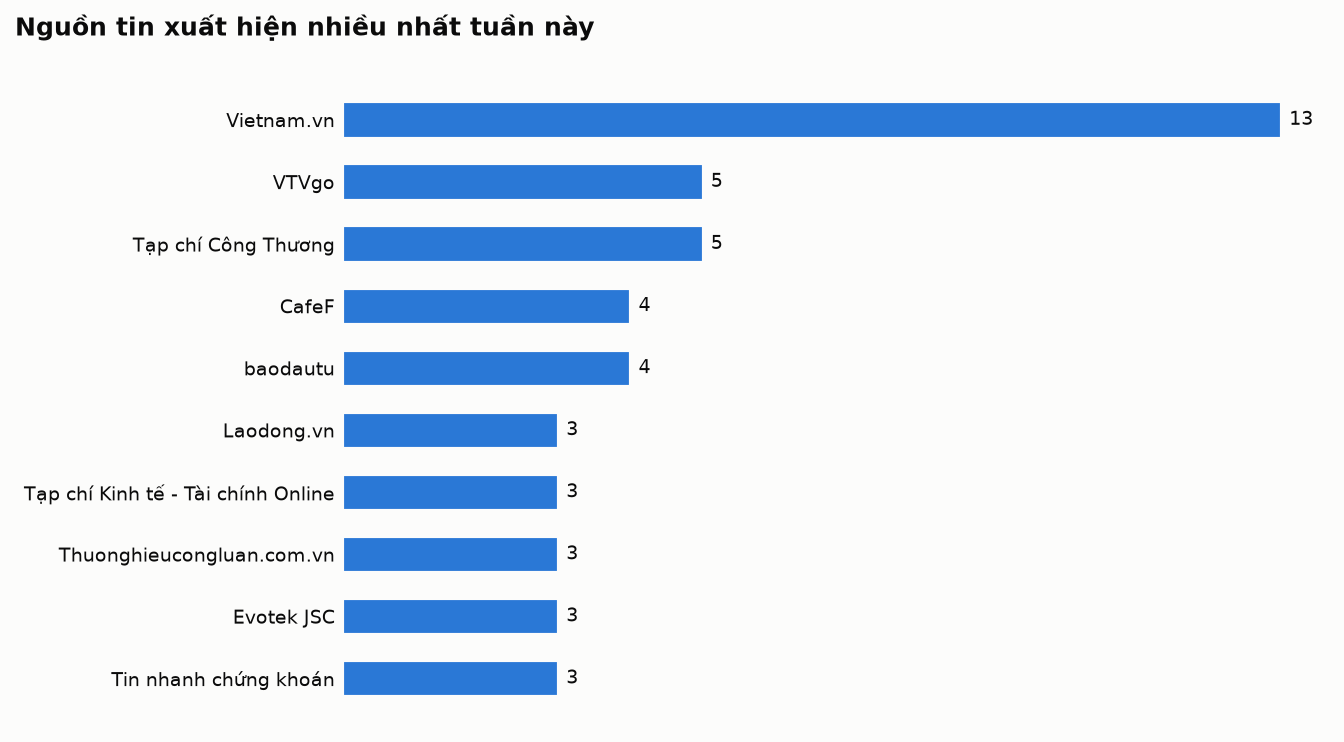 Nguồn tin xuất hiện nhiều nhất tuần này
Vietnam.vn 13
VTVgo 5
Tạp chí Công Thương 5
CafeF 4
baodautu 4
Laodong.vn 3
Tạp chí Kinh tế - Tài chính Online 3
Thuonghieucongluan.com.vn 3
Evotek JSC 3
Tin nhanh chứng khoán 3